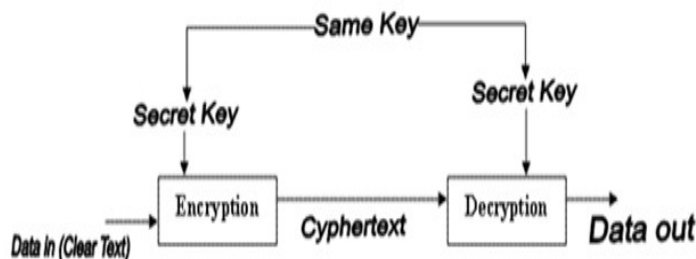 Same Key
Secret Key
Secret Key
Encryption
Decryption
Cyphertext
Data in (Clear Text)
Data out